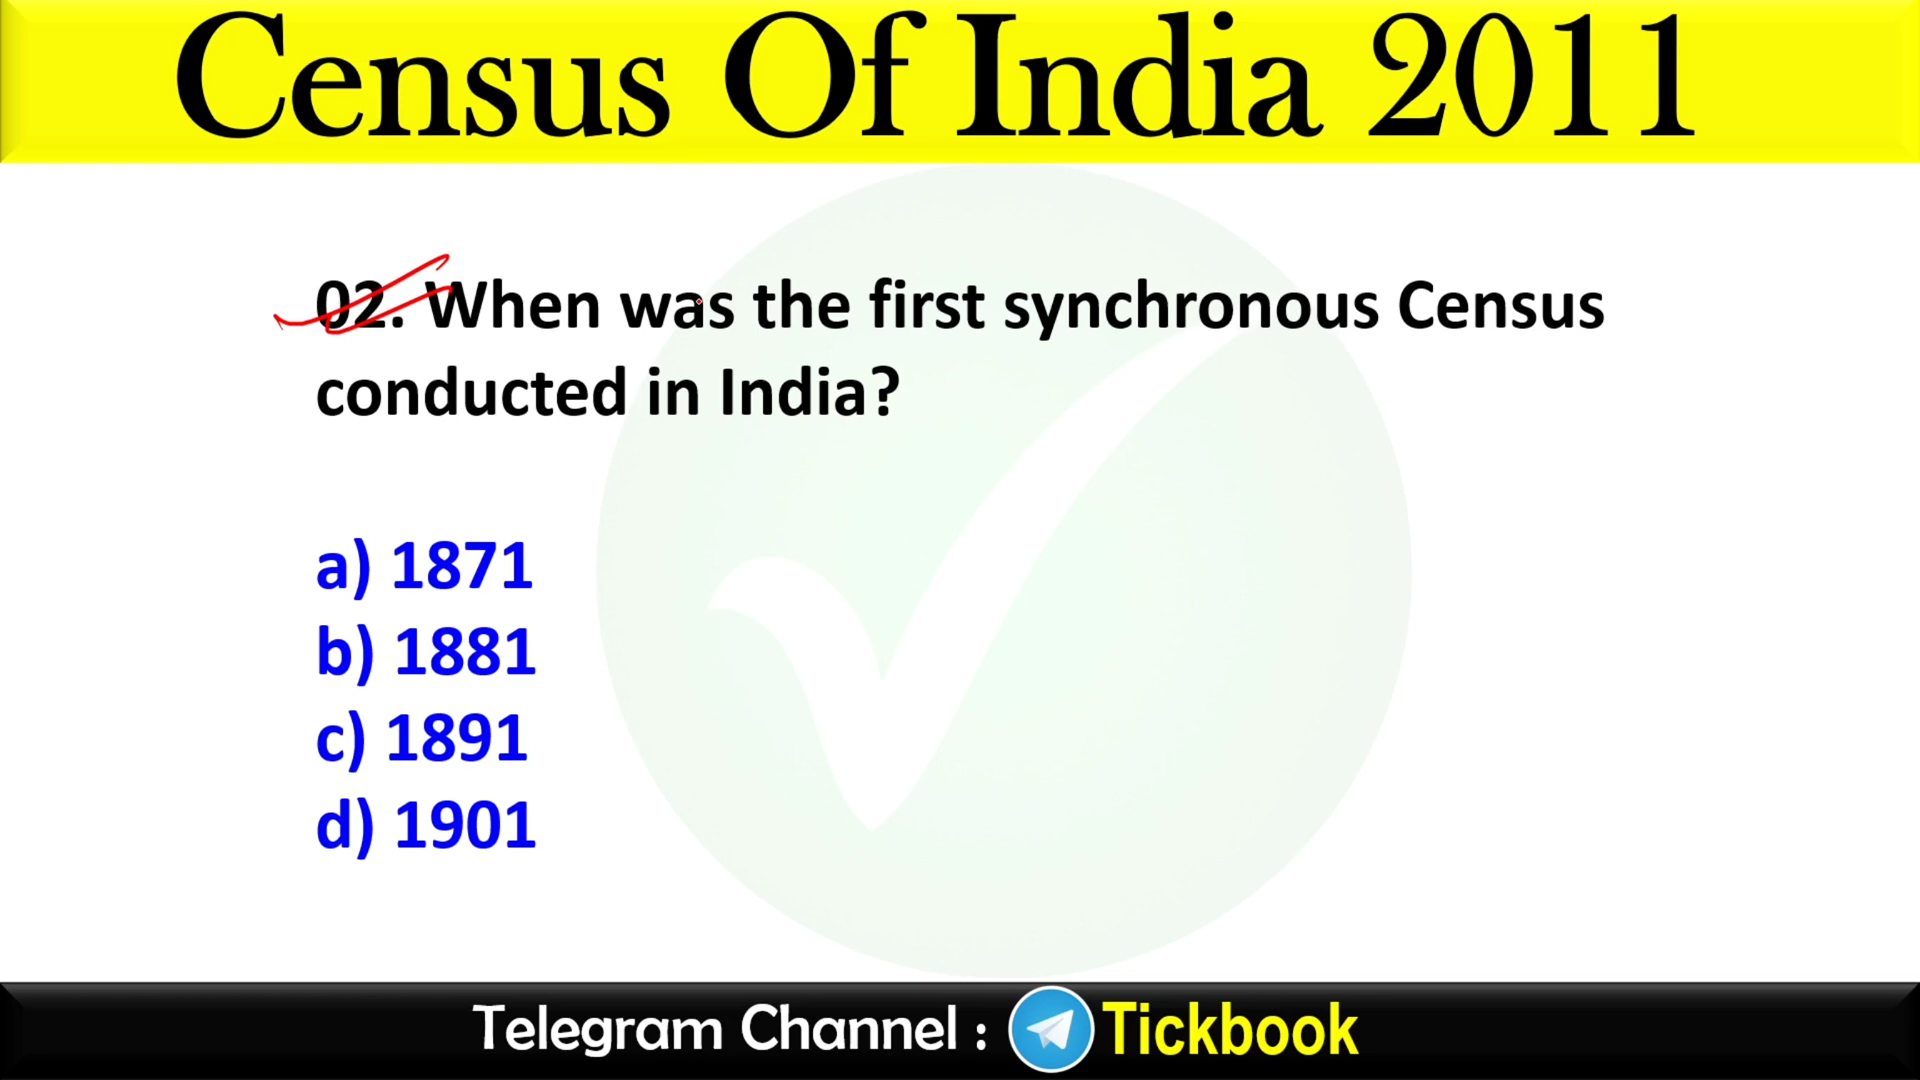 Census Of India 2011
02. When was the first synchronous Census
conducted in India?
a) 1871
b) 1881
c) 1891
d) 1901
Telegram Channel : Tickbook